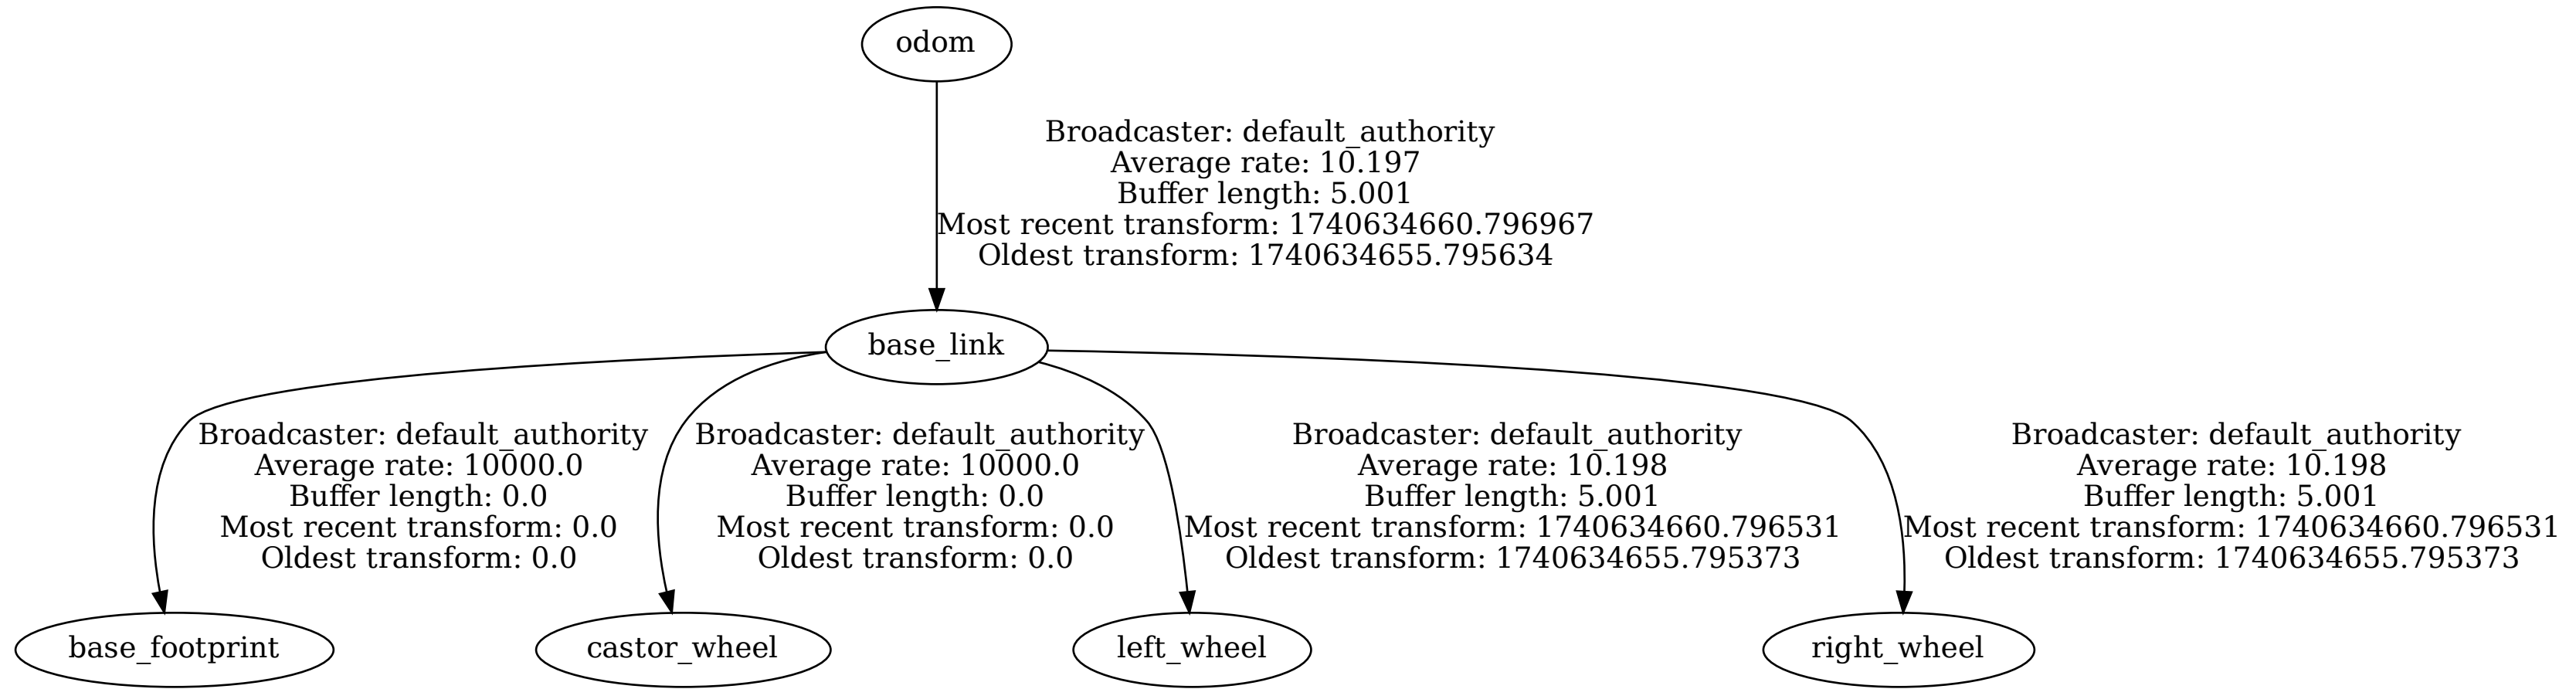 odom
Broadcaster: default_authority
Average rate: 10.197
Buffer length: 5.001
Most recent transform: 1740634660.796967
Oldest transform: 1740634655.795634
base_link
Broadcaster: default_authority
Average rate: 10000.0
Buffer length: 0.0
Most recent transform: 0.0
Oldest transform: 0.0
Broadcaster: default_authority
Average rate: 10000.0
Buffer length: 0.0
Most recent transform: 0.0
Oldest transform: 0.0
Broadcaster: default_authority
Average rate: 10.198
Buffer length: 5.001
Most recent transform: 1740634660.796531
Oldest transform: 1740634655.795373
Broadcaster: default_authority
Average rate: 10.198
Buffer length: 5.001
Most recent transform: 1740634660.796531
Oldest transform: 1740634655.795373
base_footprint
castor_wheel
left_wheel
right_wheel